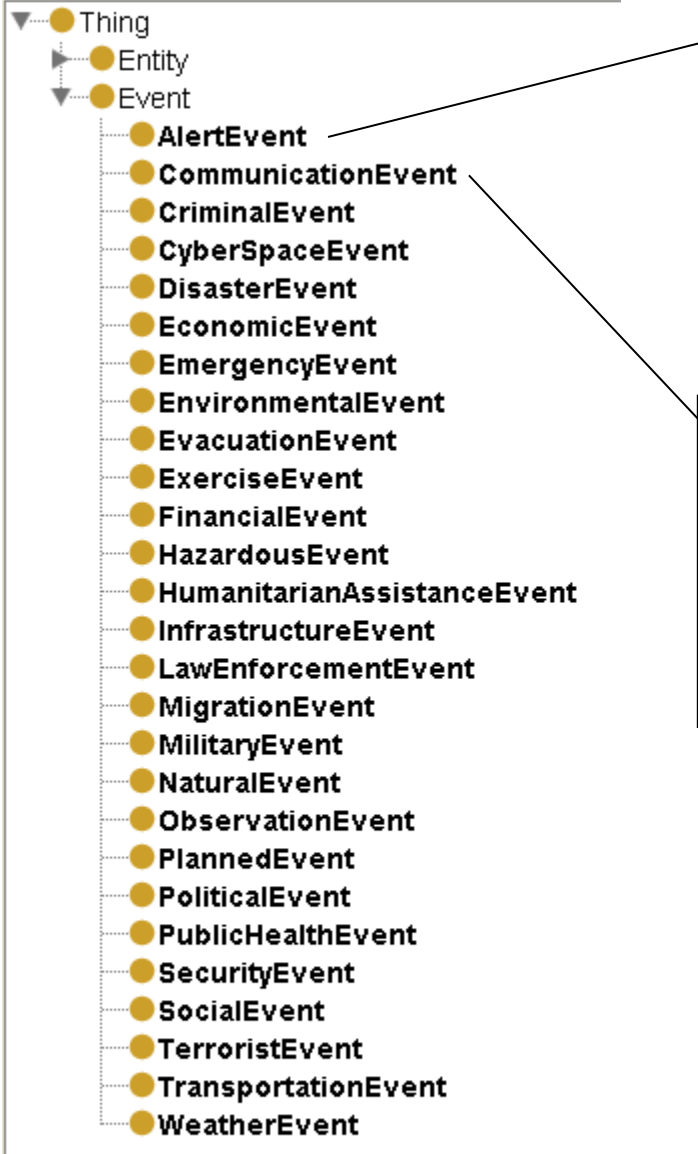 Thing
Entity
Event
AlertEvent
CommunicationEvent
CriminalEvent
CyberSpaceEvent
DisasterEvent
EconomicEvent
EmergencyEvent
EnvironmentalEvent
EvacuationEvent
ExerciseEvent
FinancialEvent
HazardousEvent
HumanitarianAssistanceEvent
InfrastructureEvent
LawEnforcementEvent
MigrationEvent
MilitaryEvent
NaturalEvent
ObservationEvent
PlannedEvent
PoliticalEvent
PublicHealthEvent
SecurityEvent
SocialEvent
TerroristEvent
TransportationEvent
WeatherEvent